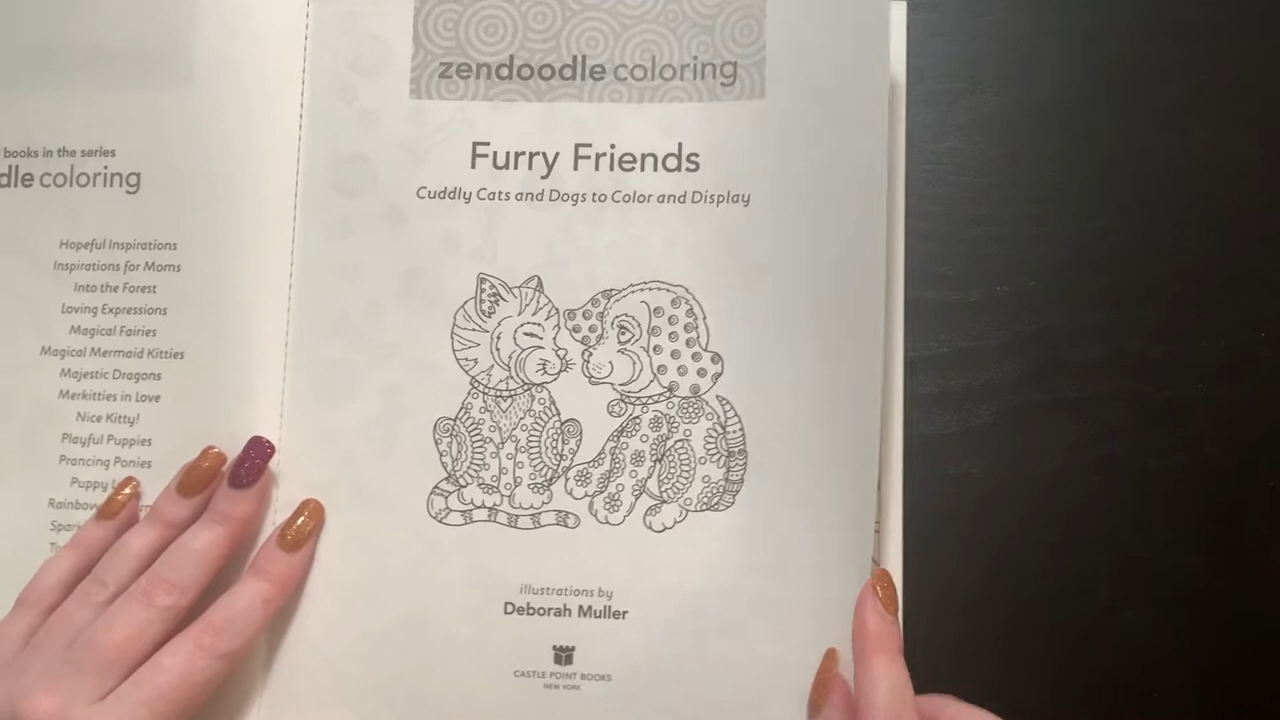 books in the series
dle coloring
Hopeful Inspirations
Inspirations for Moms
Into the Forest
Loving Expressions
Magical Fairies
Magical Mermaid Kitties
Majestic Dragons
Merkitties in Love
Nice Kitty!
Playful Puppies
Prancing Ponies
Puppy
Rainbow
zendoodle coloring
Furry Friends
Cuddly Cats and Dogs to Color and Display
illustrations by
Deborah Muller
CASTLE POINT BOOKS
NEW YORK